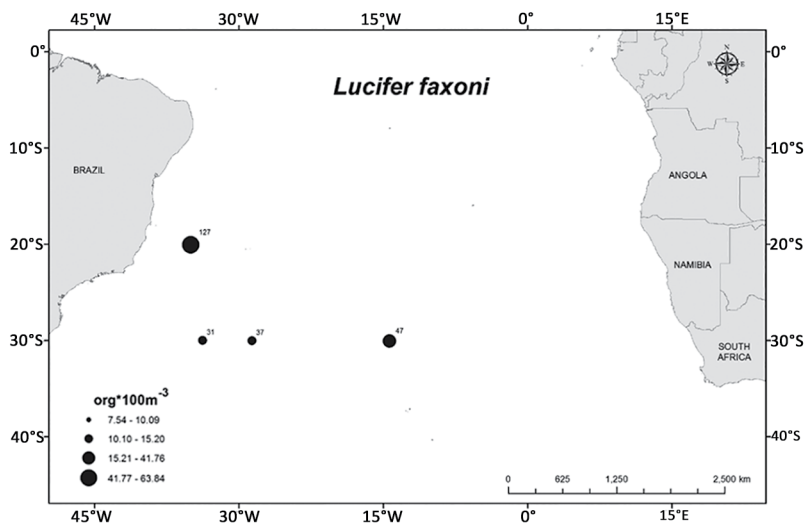 45°W 30°W 15°W 0° 15°E
0° 0°
Lucifer faxoni
N
W E
S
10°S 10°S
BRAZIL
ANGOLA
127
20°S 20°S
NAMIBIA
31 37 47
30°S 30°S
SOUTH
AFRICA
org*100m-3
7.54 - 10.09
10.10 - 15.20
40°S 40°S
15.21 - 41.76
41.77 - 63.84
0 625 1,250 2,500 km
45°W 30°W 15°W 0° 15°E